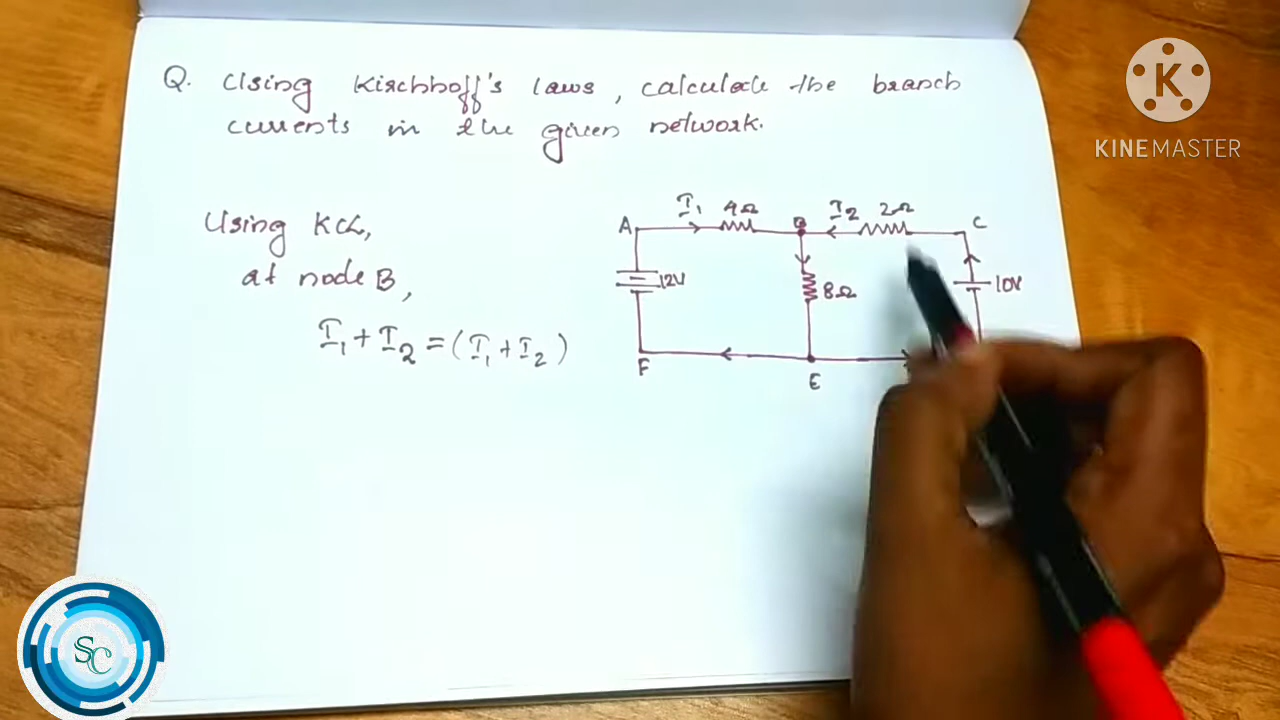 Q. Using Kirchhoff's laws, calculate the branch
currents in the given network.
Using KCL,
at node B,
I₁ + I₂ = (I₁ + I₂)
A I₁ 4Ω B I₂ 2Ω C
12V 8Ω 10V
F E
K
KINEMASTER
SC